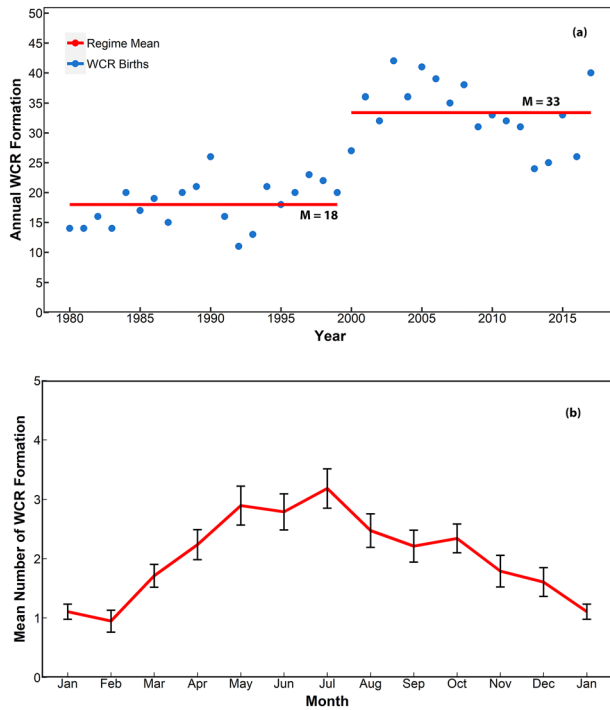 (a)
Regime Mean
WCR Births
M = 33
M = 18
50
45
40
35
30
25
20
15
10
5
0
Annual WCR Formation
1980 1985 1990 1995 2000 2005 2010 2015
Year
(b)
5
4
3
2
1
0
Mean Number of WCR Formation
Jan Feb Mar Apr May Jun Jul Aug Sep Oct Nov Dec Jan
Month